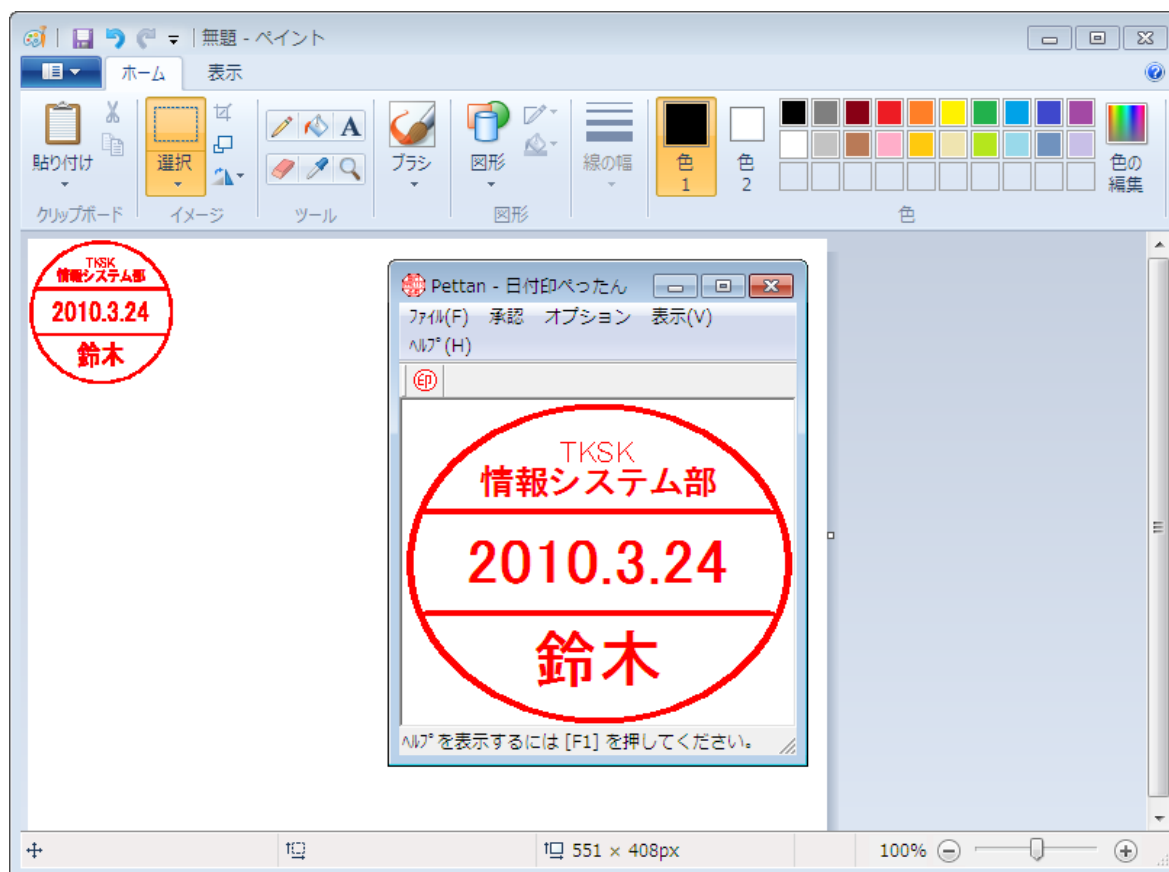 無題 - ペイント
ホーム 表示
貼り付け
選択
A
ブラシ
図形
線の幅
色
1
色
2
色の
編集
クリップボード
イメージ
ツール
図形
色
TKSK
情報システム部
2010.3.24
鈴木
Pettan - 日付印ぺったん
ファイル(F) 承認 オプション 表示(V)
ヘルプ(H)
印
TKSK
情報システム部
2010.3.24
鈴木
ヘルプを表示するには [F1] を押してください。
551 × 408px
100%